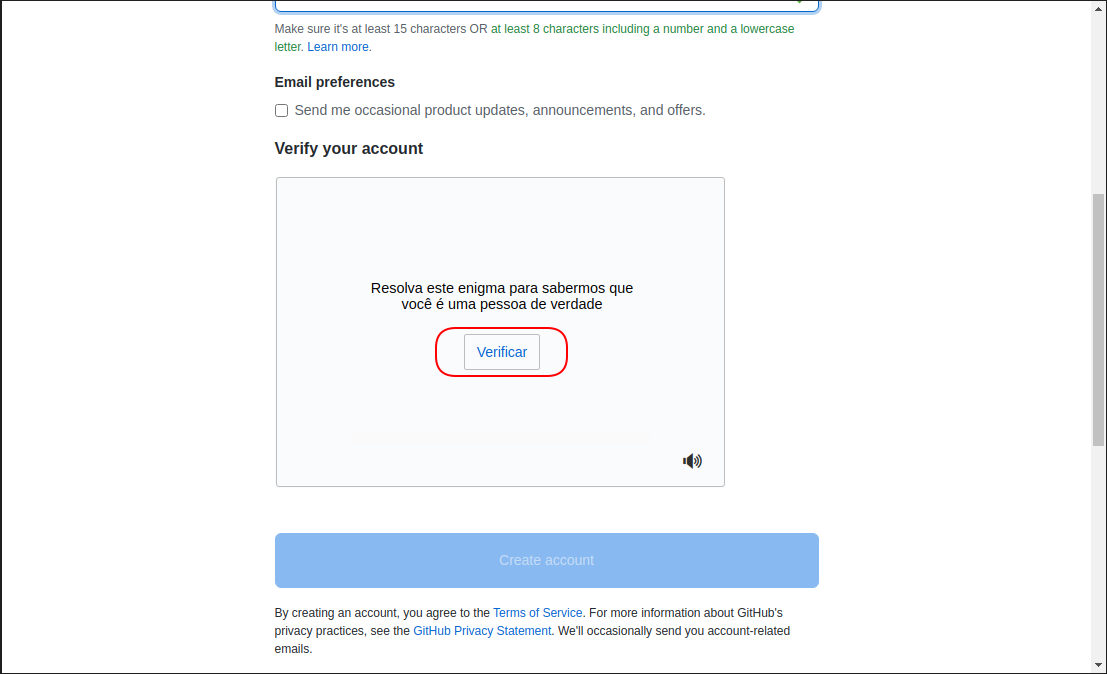 Make sure it's at least 15 characters OR at least 8 characters including a number and a lowercase
letter. Learn more.
Email preferences
Send me occasional product updates, announcements, and offers.
Verify your account
Resolva este enigma para sabermos que
você é uma pessoa de verdade
Verificar
Create account
By creating an account, you agree to the Terms of Service. For more information about GitHub's
privacy practices, see the GitHub Privacy Statement. We'll occasionally send you account-related
emails.